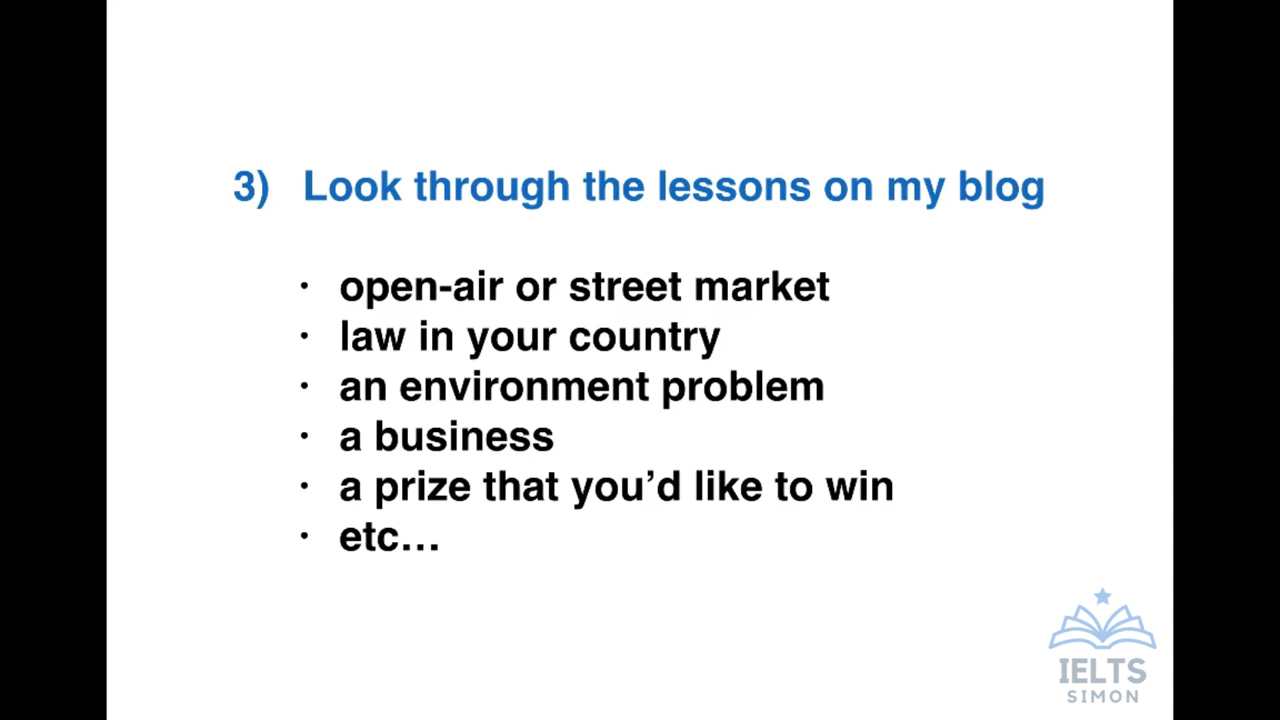 3) Look through the lessons on my blog
· open-air or street market
· law in your country
· an environment problem
· a business
· a prize that you’d like to win
· etc…
IELTS
SIMON